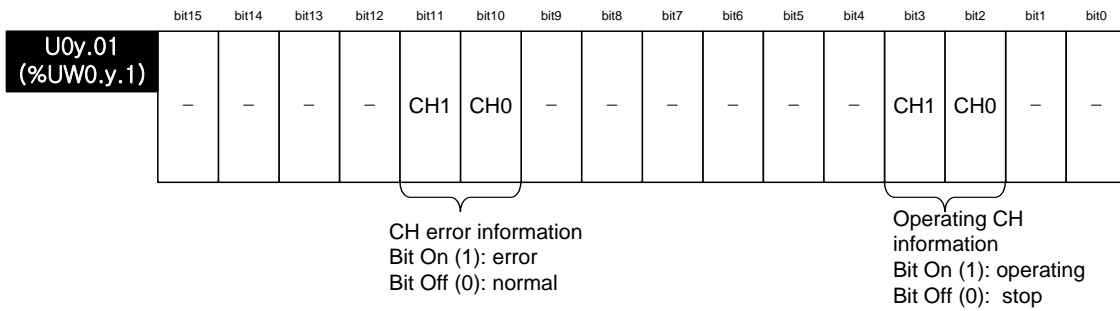 bit15 bit14 bit13 bit12 bit11 bit10 bit9 bit8 bit7 bit6 bit5 bit4 bit3 bit2 bit1 bit0
U0y.01
(%UW0.y.1)
– – – – CH1 CH0 – – – – – – CH1 CH0 – –
CH error information
Bit On (1): error
Bit Off (0): normal
Operating CH
information
Bit On (1): operating
Bit Off (0): stop